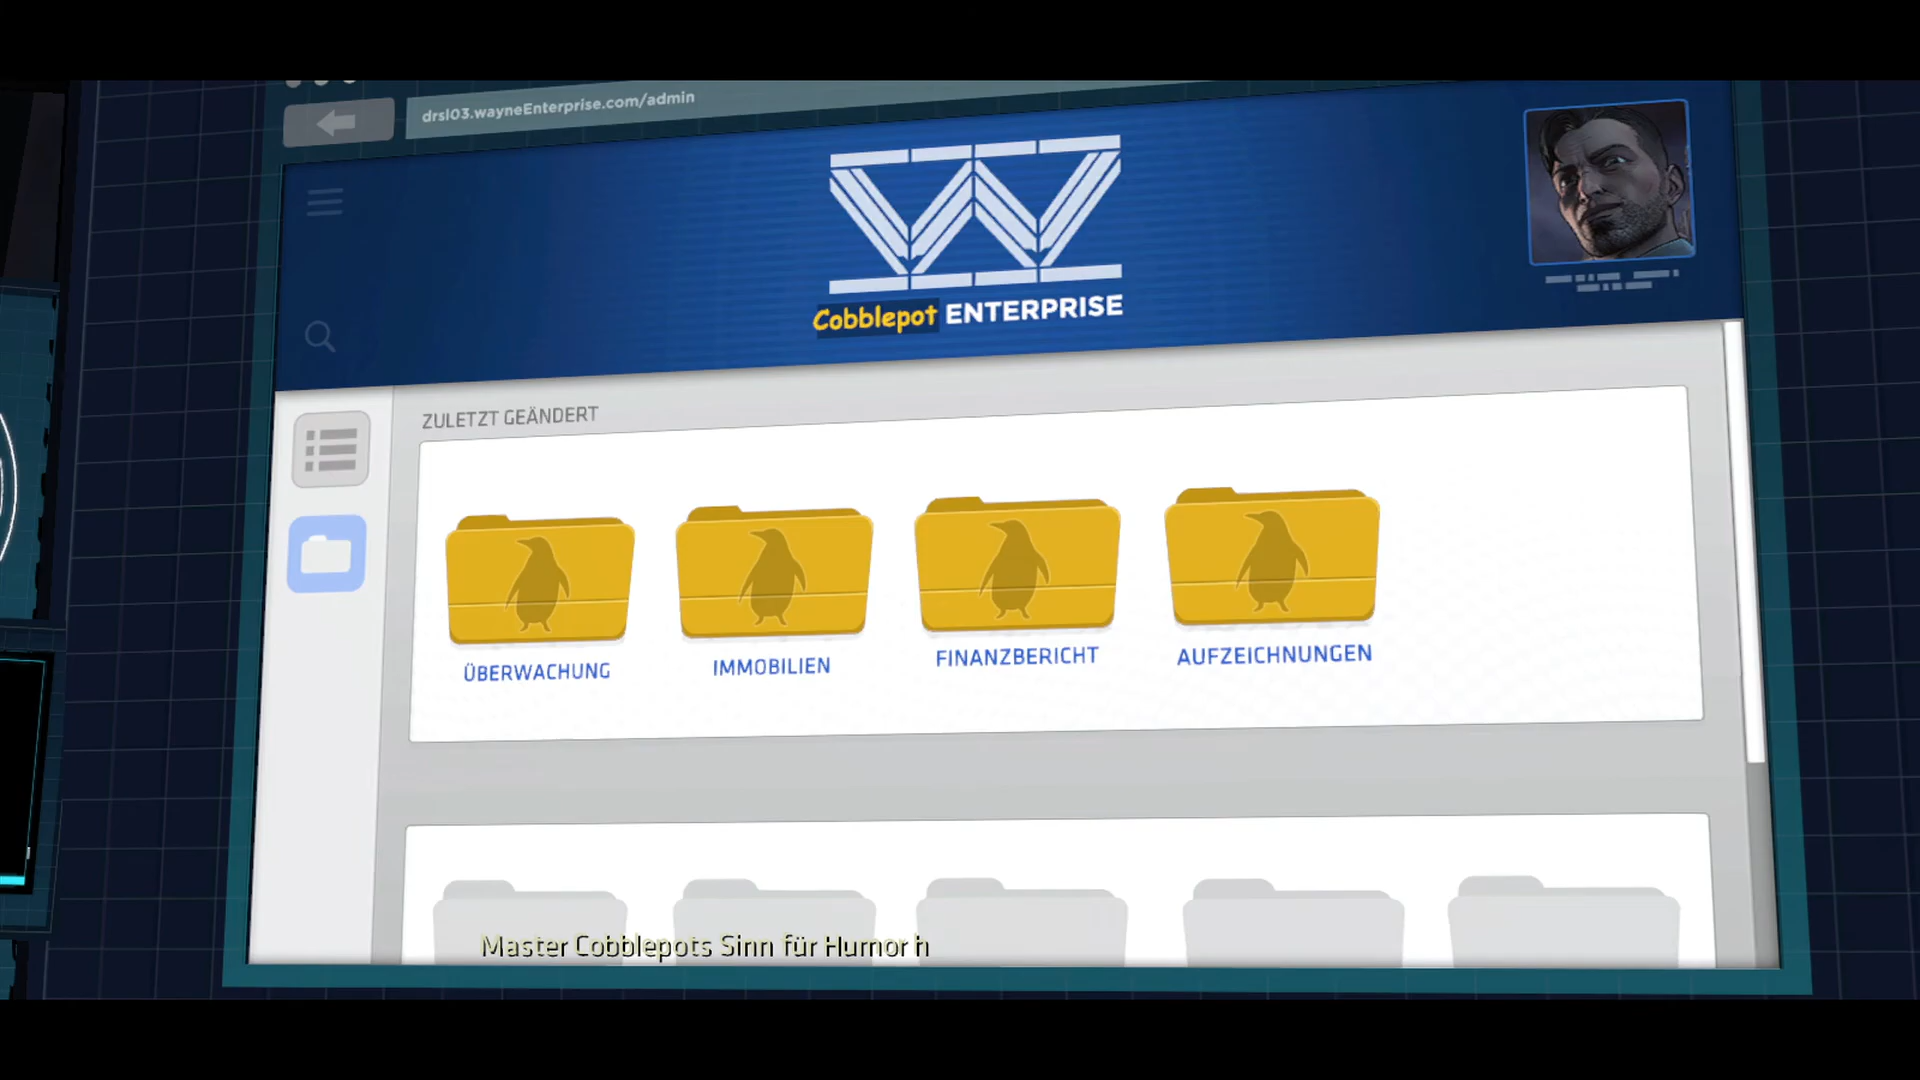 drsl03.wayneEnterprise.com/admin
Cobblepot ENTERPRISE
ZULETZT GEÄNDERT
ÜBERWACHUNG
IMMOBILIEN
FINANZBERICHT
AUFZEICHNUNGEN
Master Cobblepots Sinn für Humor h